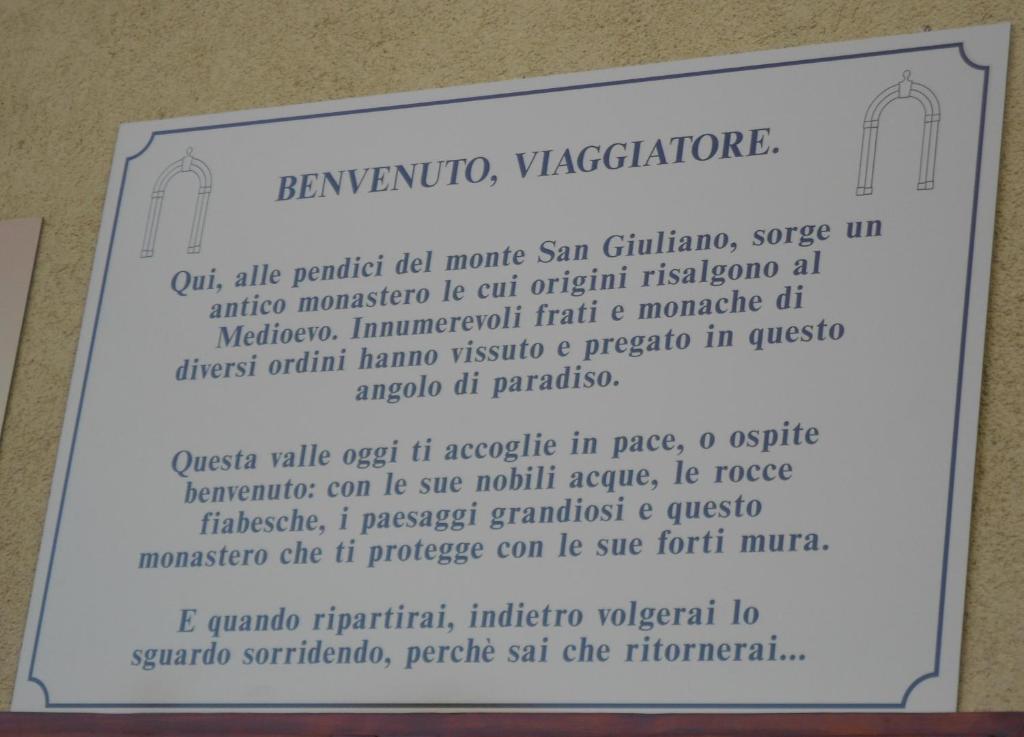 BENVENUTO, VIAGGIATORE.
Qui, alle pendici del monte San Giuliano, sorge un
antico monastero le cui origini risalgono al
Medioevo. Innumerevoli frati e monache di
diversi ordini hanno vissuto e pregato in questo
angolo di paradiso.
Questa valle oggi ti accoglie in pace, o ospite
benvenuto: con le sue nobili acque, le rocce
fiabesche, i paesaggi grandiosi e questo
monastero che ti protegge con le sue forti mura.
E quando ripartirai, indietro volgerai lo
sguardo sorridendo, perchè sai che ritornerai...